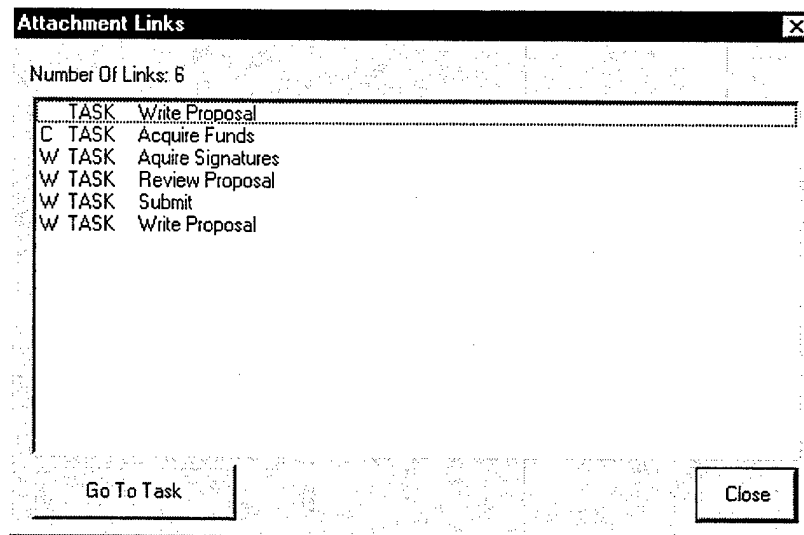 Attachment Links
Number Of Links: 6
TASK Write Proposal
C TASK Acquire Funds
W TASK Aquire Signatures
W TASK Review Proposal
W TASK Submit
W TASK Write Proposal
Go To Task Close